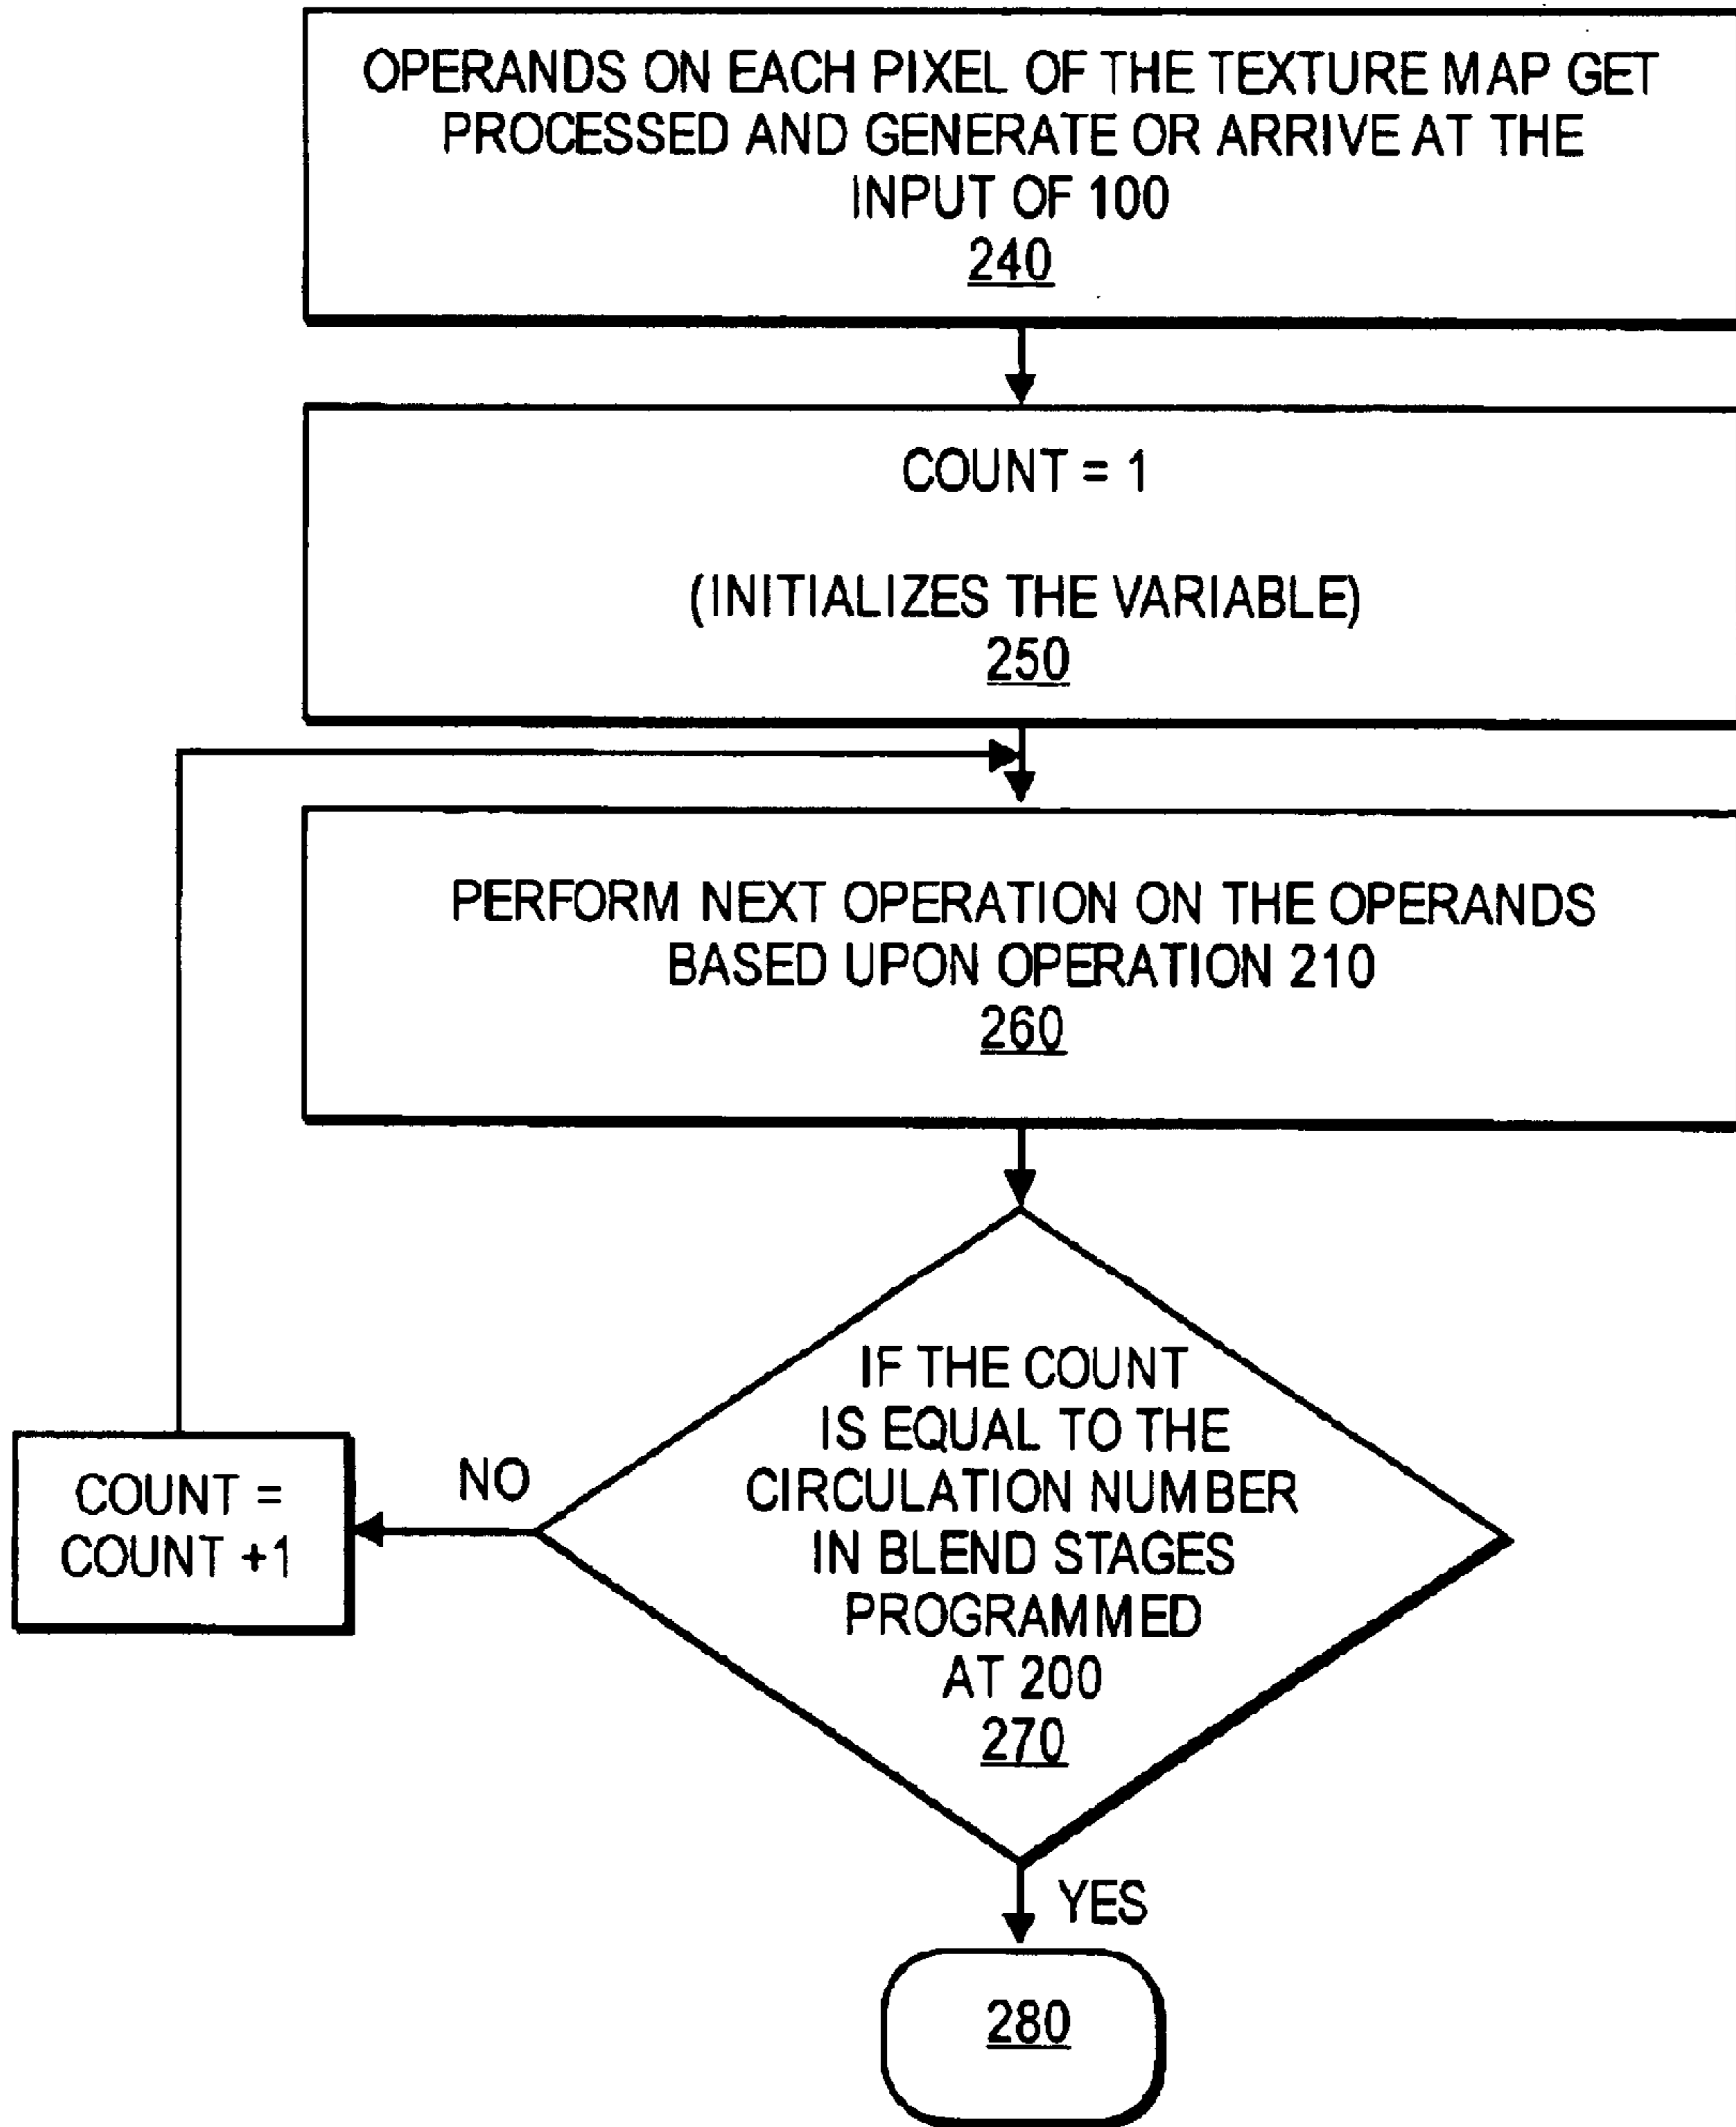 OPERANDS ON EACH PIXEL OF THE TEXTURE MAP GET
PROCESSED AND GENERATE OR ARRIVE AT THE
INPUT OF 100
240
COUNT = 1
(INITIALIZES THE VARIABLE)
250
PERFORM NEXT OPERATION ON THE OPERANDS
BASED UPON OPERATION 210
260
IF THE COUNT
IS EQUAL TO THE
CIRCULATION NUMBER
IN BLEND STAGES
PROGRAMMED
AT 200
270
NO
COUNT =
COUNT +1
YES
280